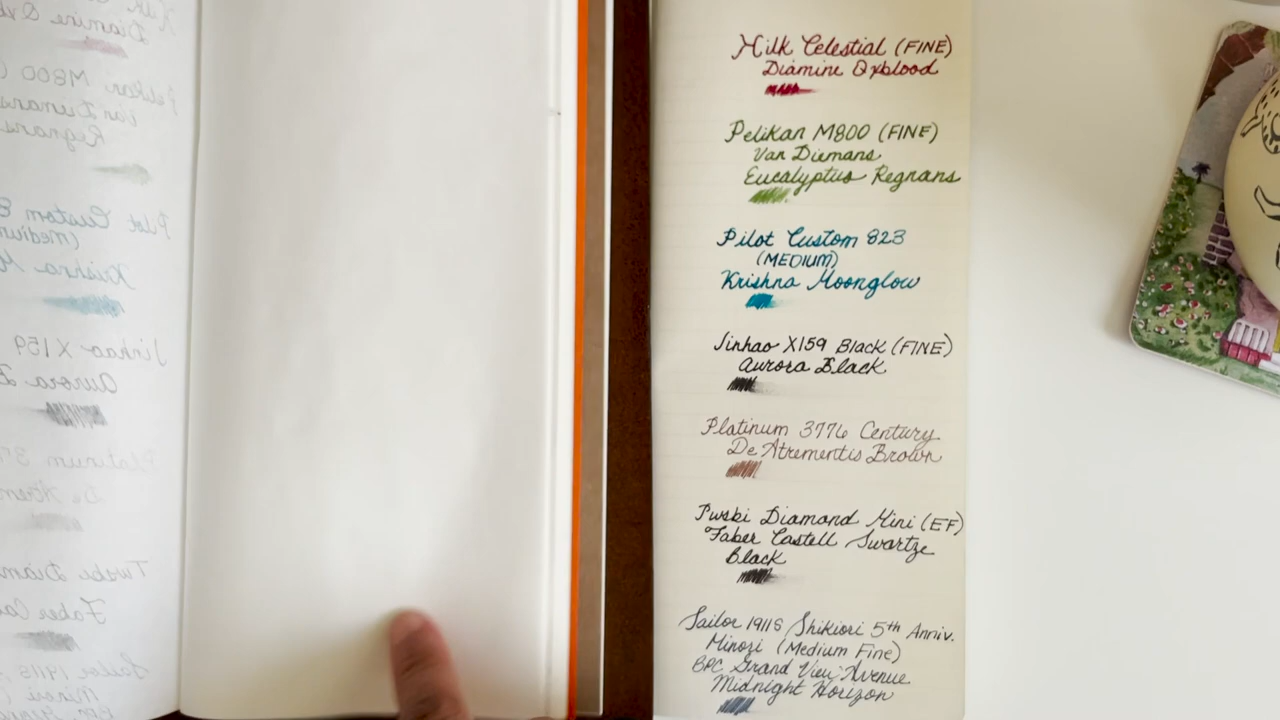 Milk Celestial (FINE)
Diamine Oxblood
Pelikan M800 (FINE)
Van Diemans
Eucalyptus Regnans
Pilot Custom 823
(MEDIUM)
Krishna Moonglow
Jinhao X159 Black (FINE)
Aurora Black
Platinum 3776 Century
De Atrementis Brown
Twsbi Diamond Mini (EF)
Faber Castell Swartze
Black
Sailor 1911S Shikiori 5th Anniv.
Minori (Medium Fine)
BPC Grand View Avenue
Midnight Horizon